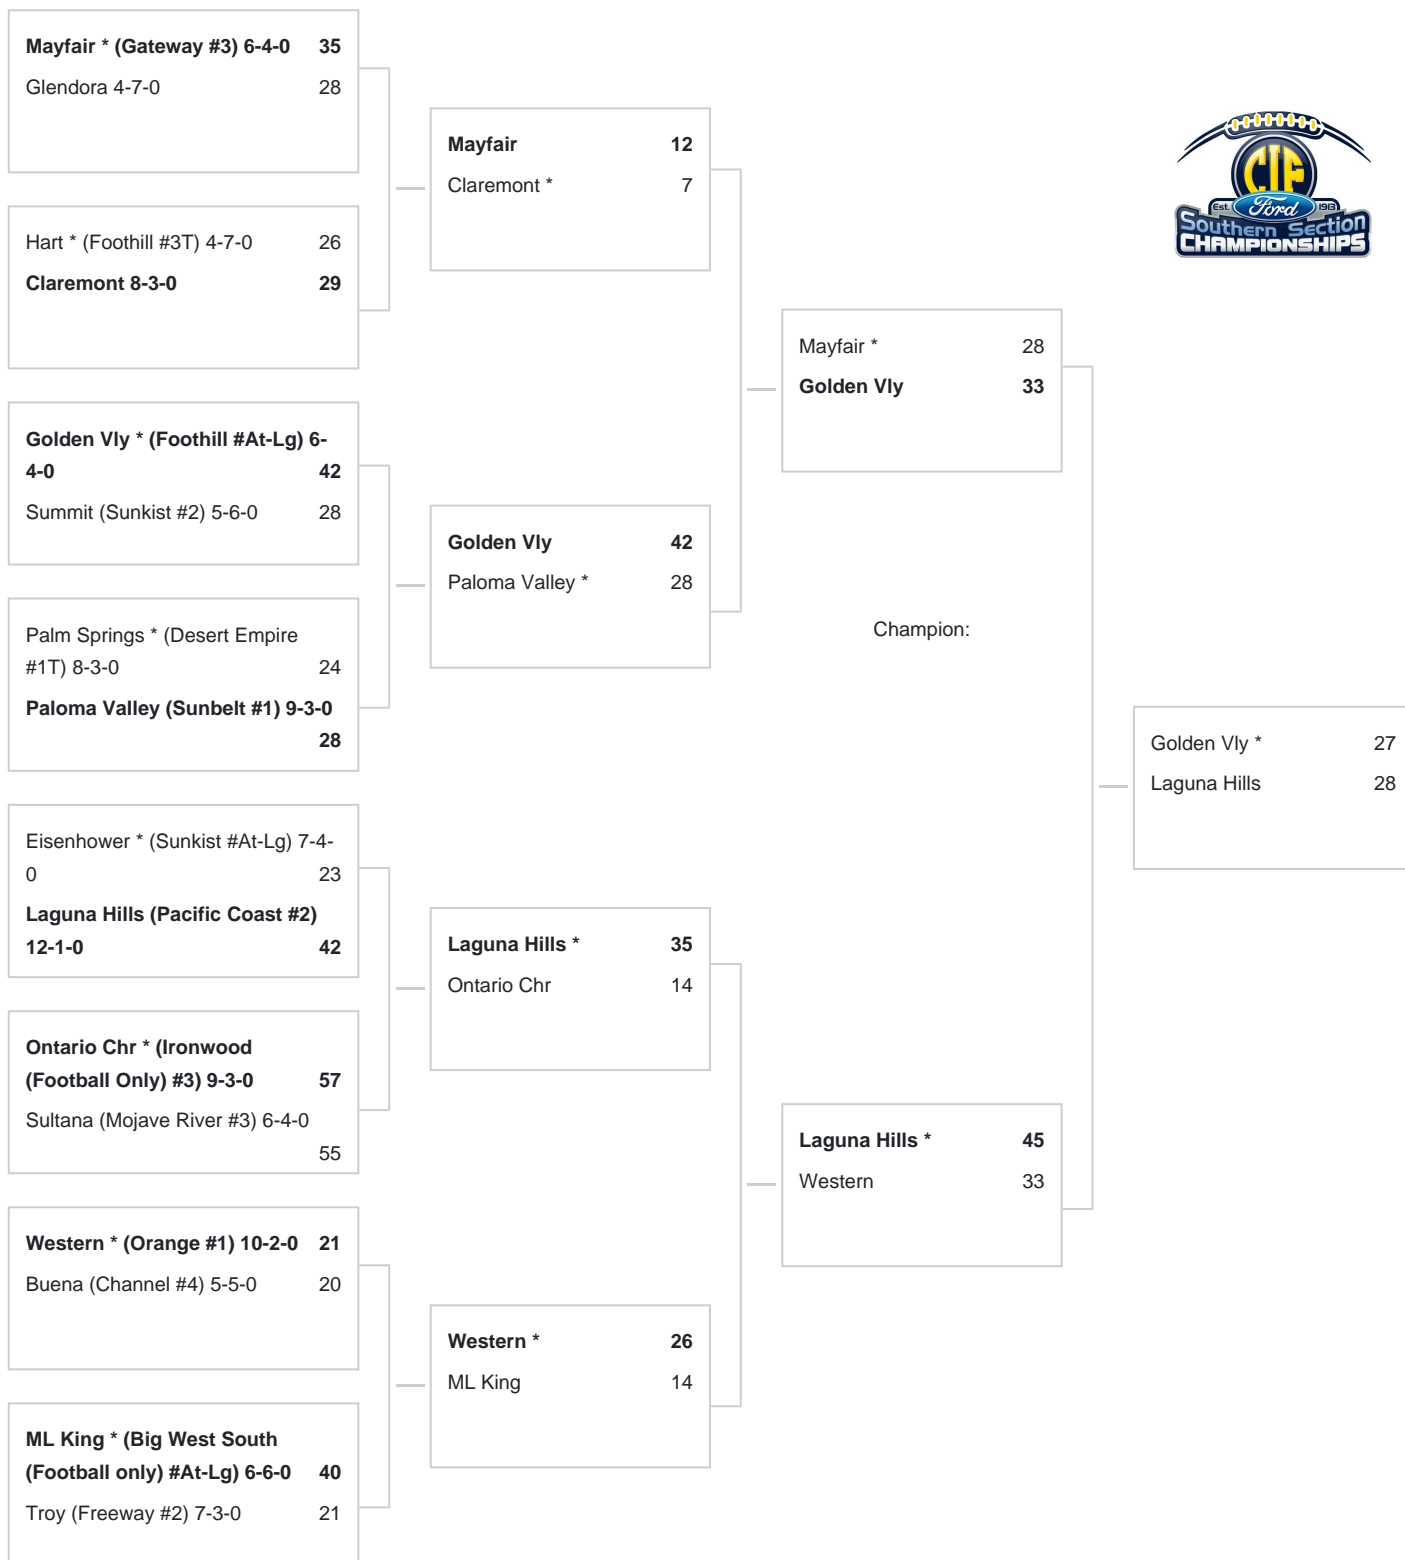 Mayfair * (Gateway #3) 6-4-0 35
Glendora 4-7-0 28
Hart * (Foothill #3T) 4-7-0 26
Claremont 8-3-0 29
Golden Vly * (Foothill #At-Lg) 6-
4-0 42
Summit (Sunkist #2) 5-6-0 28
Palm Springs * (Desert Empire
#1T) 8-3-0 24
Paloma Valley (Sunbelt #1) 9-3-0
28
Eisenhower * (Sunkist #At-Lg) 7-4-
0 23
Laguna Hills (Pacific Coast #2)
12-1-0 42
Ontario Chr * (Ironwood
(Football Only) #3) 9-3-0 57
Sultana (Mojave River #3) 6-4-0
55
Western * (Orange #1) 10-2-0 21
Buena (Channel #4) 5-5-0 20
ML King * (Big West South
(Football only) #At-Lg) 6-6-0 40
Troy (Freeway #2) 7-3-0 21
Mayfair 12
Claremont * 7
Golden Vly 42
Paloma Valley * 28
Laguna Hills * 35
Ontario Chr 14
Western * 26
ML King 14
Mayfair * 28
Golden Vly 33
Laguna Hills * 45
Western 33
CIF
Est. Ford 1913
Southern Section
CHAMPIONSHIPS
Champion:
Golden Vly * 27
Laguna Hills 28